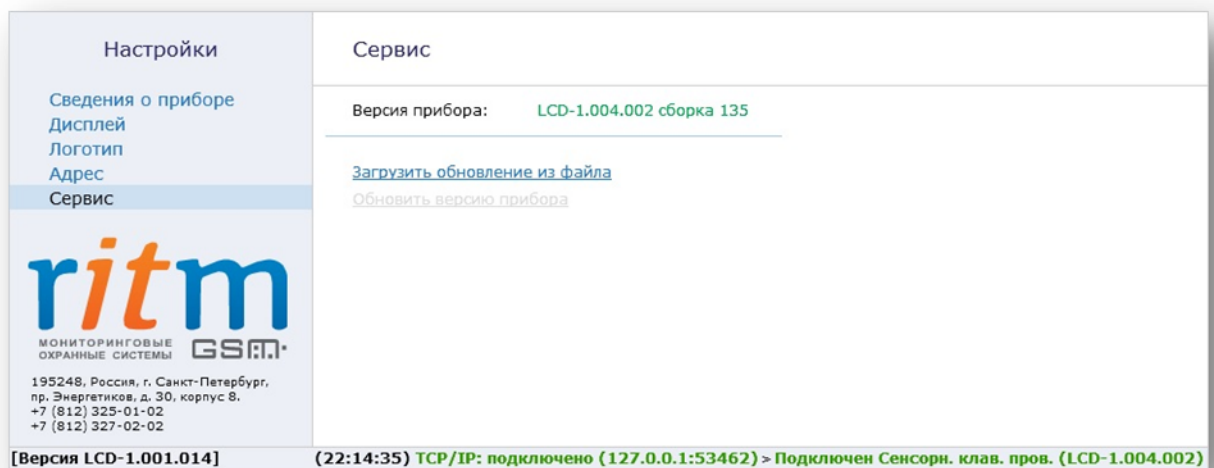 Настройки
Сведения о приборе
Дисплей
Логотип
Адрес
Сервис
ritm
МОНИТОРИНГОВЫЕ
ОХРАННЫЕ СИСТЕМЫ
GSM
195248, Россия, г. Санкт-Петербург,
пр. Энергетиков, д. 30, корпус 8.
+7 (812) 325-01-02
+7 (812) 327-02-02
Сервис
Версия прибора: LCD-1.004.002 сборка 135
Загрузить обновление из файла
Обновить версию прибора
[Версия LCD-1.001.014] (22:14:35) TCP/IP: подключено (127.0.0.1:53462) > Подключен Сенсорн. клав. пров. (LCD-1.004.002)